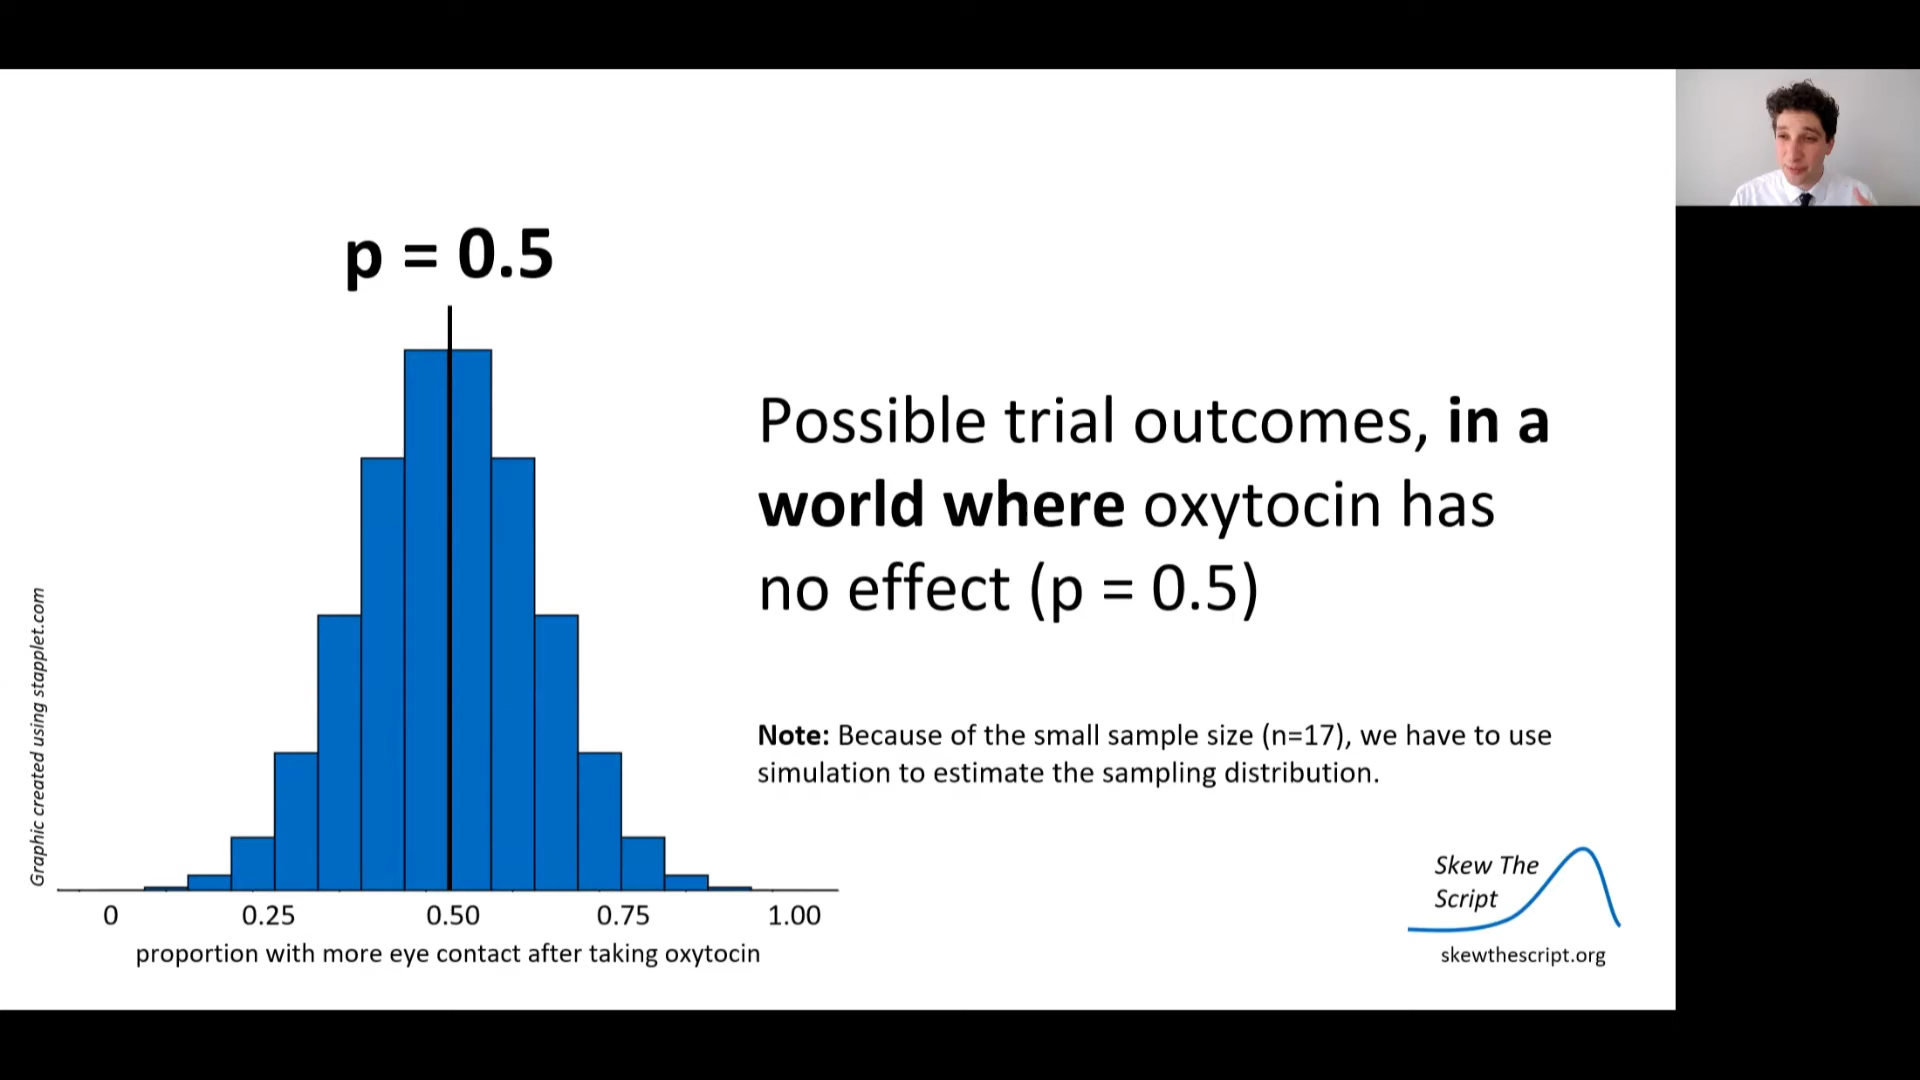 p = 0.5
Possible trial outcomes, in a
world where oxytocin has
no effect (p = 0.5)
Note: Because of the small sample size (n=17), we have to use
simulation to estimate the sampling distribution.
Graphic created using stapplet.com
0 0.25 0.50 0.75 1.00
proportion with more eye contact after taking oxytocin
Skew The
Script
skewthescript.org